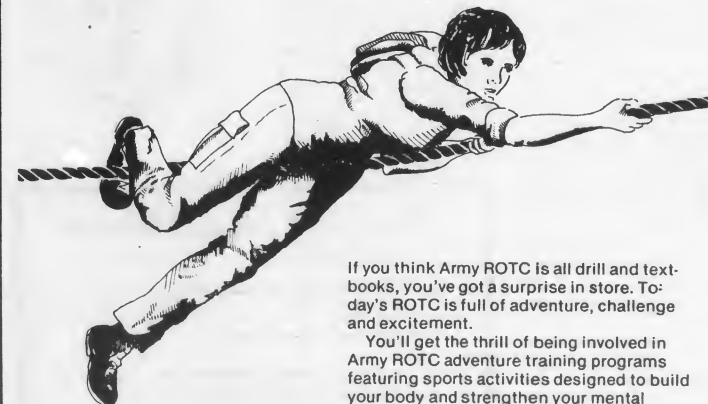 If you think Army ROTC is all drill and text-
books, you've got a surprise in store. To-
day's ROTC is full of adventure, challenge
and excitement.
You'll get the thrill of being involved in
Army ROTC adventure training programs
featuring sports activities designed to build
your body and strengthen your mental